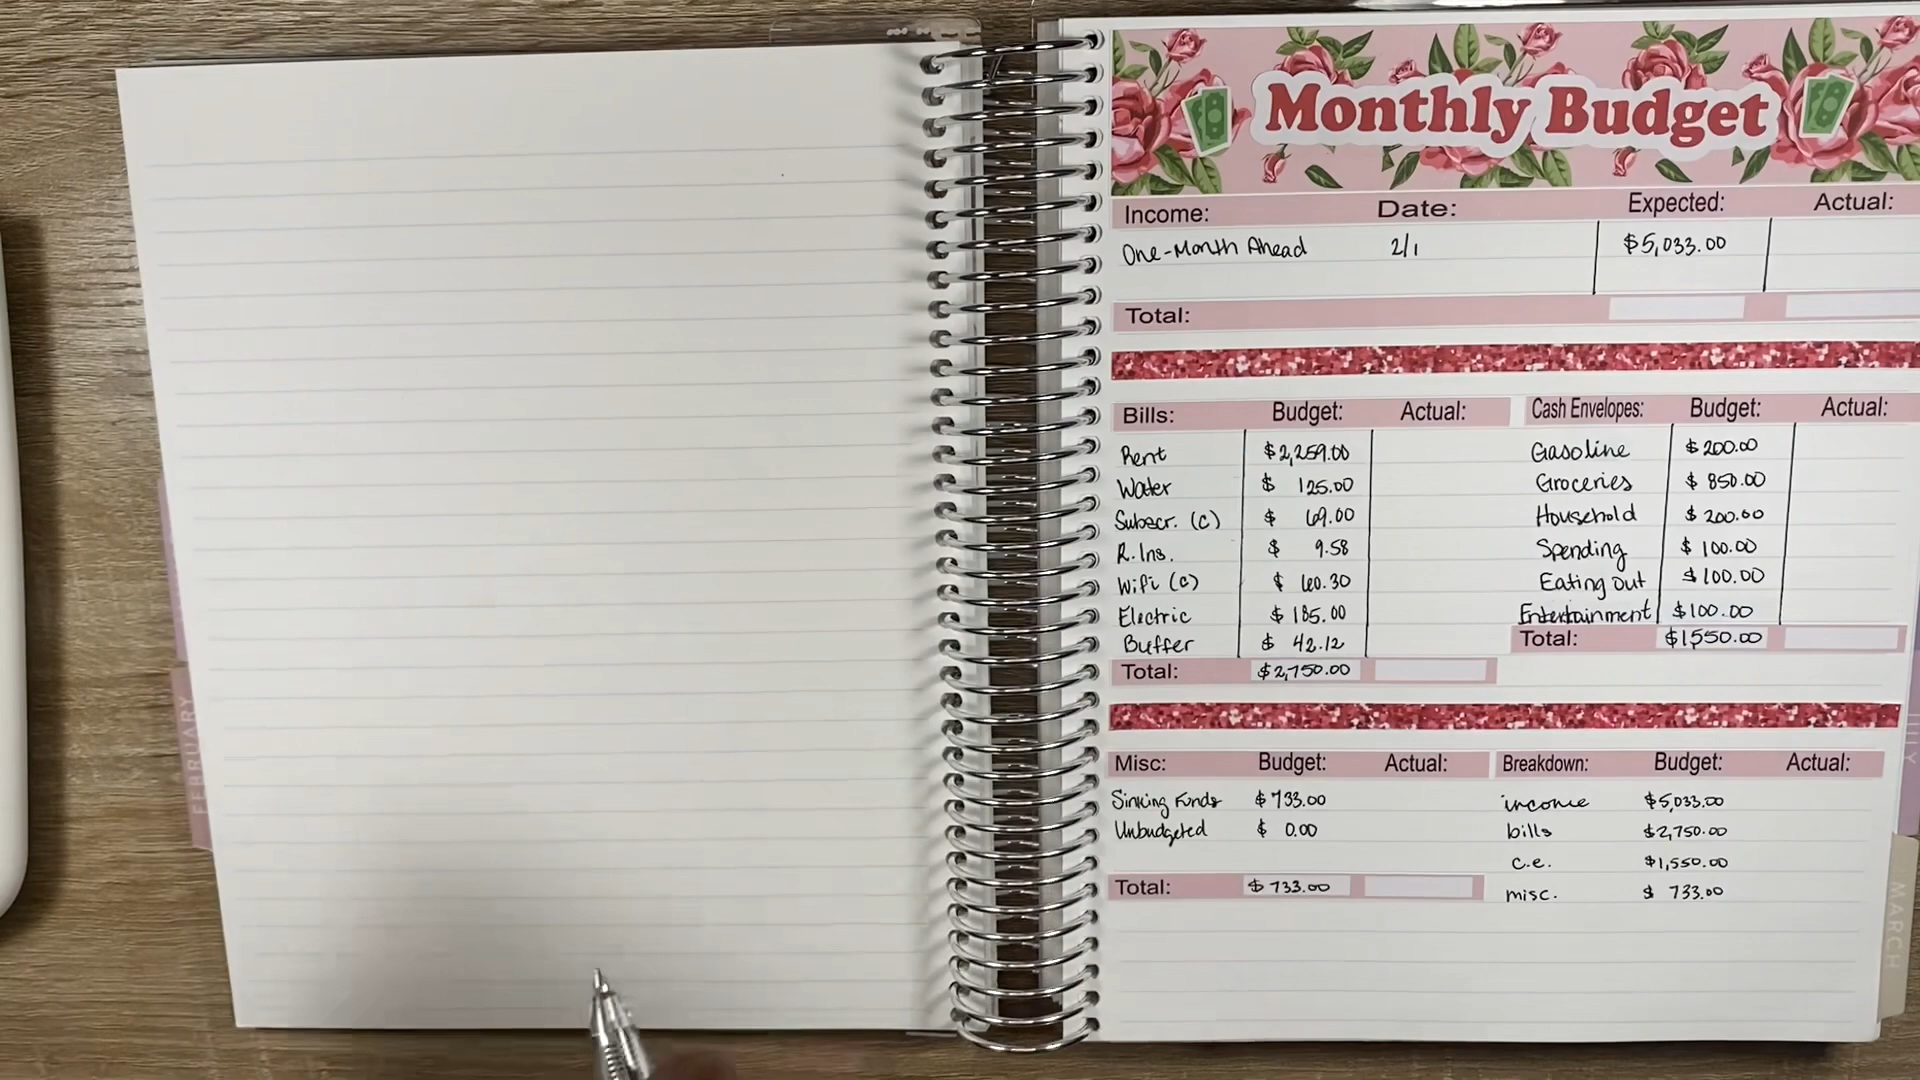 Monthly Budget
Income: Date: Expected: Actual:
One-Month Ahead 2/1 $5,033.00
Total:
Bills: Budget: Actual:
Rent $2,259.00
Water $ 125.00
Subscr. (c) $ 69.00
R. Ins. $ 9.58
Wifi (c) $ 60.30
Electric $ 185.00
Buffer $ 42.12
Total: $2,750.00
Cash Envelopes: Budget: Actual:
Gasoline $200.00
Groceries $ 850.00
Household $ 200.00
Spending $ 100.00
Eating Out $100.00
Entertainment $100.00
Total: $1,550.00
Misc: Budget: Actual:
Sinking Funds $733.00
Unbudgeted $ 0.00
Total: $733.00
Breakdown: Budget: Actual:
income $5,033.00
bills $2,750.00
c.e. $1,550.00
misc. $ 733.00
FEBRUARY
MARCH